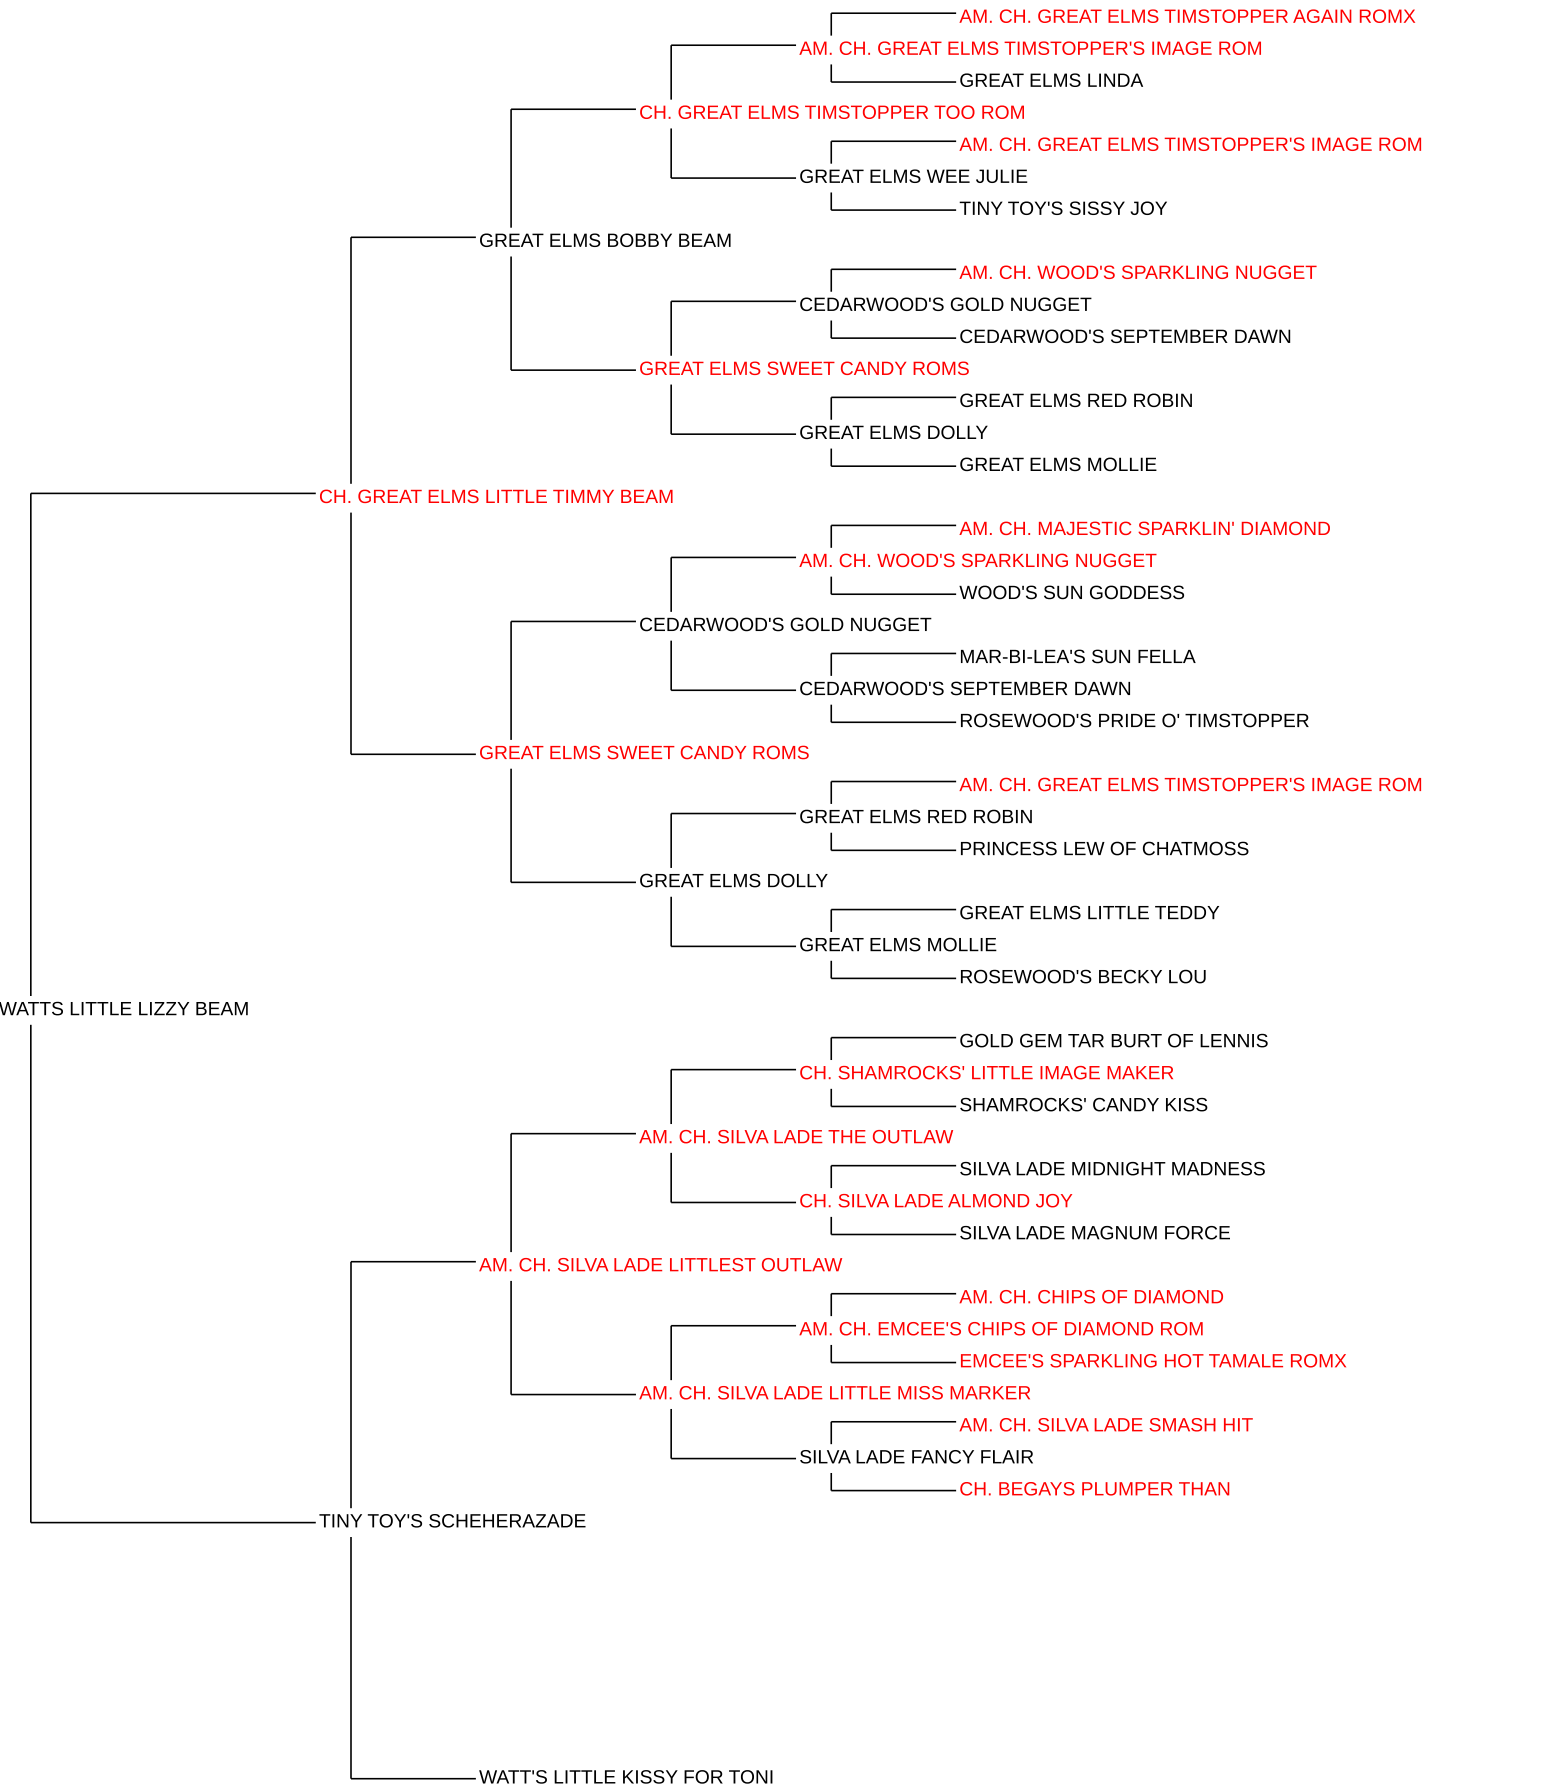 AM. CH. GREAT ELMS TIMSTOPPER AGAIN ROMX
AM. CH. GREAT ELMS TIMSTOPPER'S IMAGE ROM
GREAT ELMS LINDA
CH. GREAT ELMS TIMSTOPPER TOO ROM
AM. CH. GREAT ELMS TIMSTOPPER'S IMAGE ROM
GREAT ELMS WEE JULIE
TINY TOY'S SISSY JOY
GREAT ELMS BOBBY BEAM
AM. CH. WOOD'S SPARKLING NUGGET
CEDARWOOD'S GOLD NUGGET
CEDARWOOD'S SEPTEMBER DAWN
GREAT ELMS SWEET CANDY ROMS
GREAT ELMS RED ROBIN
GREAT ELMS DOLLY
GREAT ELMS MOLLIE
CH. GREAT ELMS LITTLE TIMMY BEAM
AM. CH. MAJESTIC SPARKLIN' DIAMOND
AM. CH. WOOD'S SPARKLING NUGGET
WOOD'S SUN GODDESS
CEDARWOOD'S GOLD NUGGET
MAR-BI-LEA'S SUN FELLA
CEDARWOOD'S SEPTEMBER DAWN
ROSEWOOD'S PRIDE O' TIMSTOPPER
GREAT ELMS SWEET CANDY ROMS
AM. CH. GREAT ELMS TIMSTOPPER'S IMAGE ROM
GREAT ELMS RED ROBIN
PRINCESS LEW OF CHATMOSS
GREAT ELMS DOLLY
GREAT ELMS LITTLE TEDDY
GREAT ELMS MOLLIE
ROSEWOOD'S BECKY LOU
WATTS LITTLE LIZZY BEAM
GOLD GEM TAR BURT OF LENNIS
CH. SHAMROCKS' LITTLE IMAGE MAKER
SHAMROCKS' CANDY KISS
AM. CH. SILVA LADE THE OUTLAW
SILVA LADE MIDNIGHT MADNESS
CH. SILVA LADE ALMOND JOY
SILVA LADE MAGNUM FORCE
AM. CH. SILVA LADE LITTLEST OUTLAW
AM. CH. CHIPS OF DIAMOND
AM. CH. EMCEE'S CHIPS OF DIAMOND ROM
EMCEE'S SPARKLING HOT TAMALE ROMX
AM. CH. SILVA LADE LITTLE MISS MARKER
AM. CH. SILVA LADE SMASH HIT
SILVA LADE FANCY FLAIR
CH. BEGAYS PLUMPER THAN
TINY TOY'S SCHEHERAZADE
WATT'S LITTLE KISSY FOR TONI